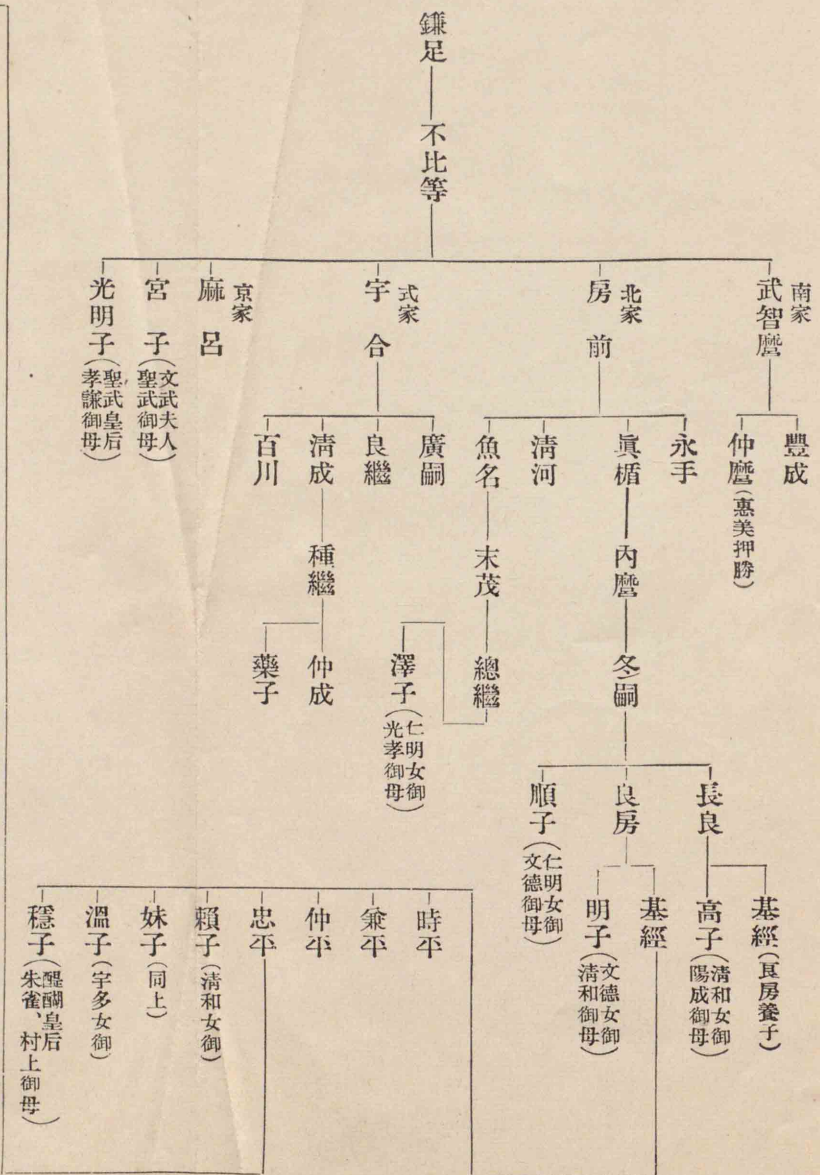 鎌足
不比等
南家
武智麿
豐成
仲麿(惠美押勝)
北家
房前
永手
眞楯
內麿
冬嗣
長良
基經(良房養子)
高子(清和女御
陽成御母)
良房
基經
明子(文德女御
清和御母)
順子(仁明女御
文德御母)
清河
魚名
末茂
總繼
澤子(仁明女御
光孝御母)
式家
宇合
廣嗣
良繼
清成
種繼
仲成
藥子
百川
京家
麻呂
宮子(文武夫人
聖武御母)
光明子(聖武皇后
孝謙御母)
時平
兼平
仲平
忠平
賴子(清和女御)
妹子(同上)
溫子(宇多女御)
穩子(醍醐皇后
朱雀、村上御母)